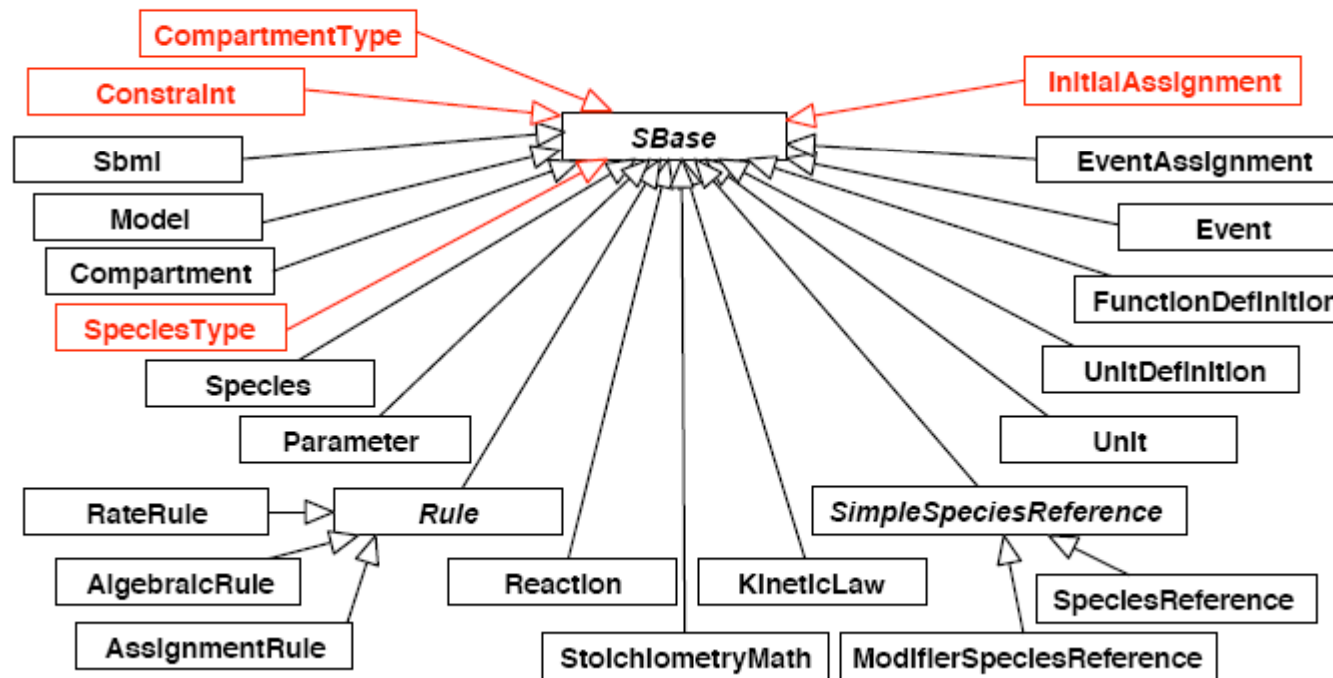 CompartmentType
Constraint
InitialAssignment
SBase
Sbml
EventAssignment
Model
Event
Compartment
FunctionDefinition
SpeciesType
UnitDefinition
Species
Parameter
Unit
RateRule
Rule
SimpleSpeciesReference
AlgebraicRule
Reaction
KineticLaw
SpeciesReference
AssignmentRule
StoichiometryMath
ModifierSpeciesReference